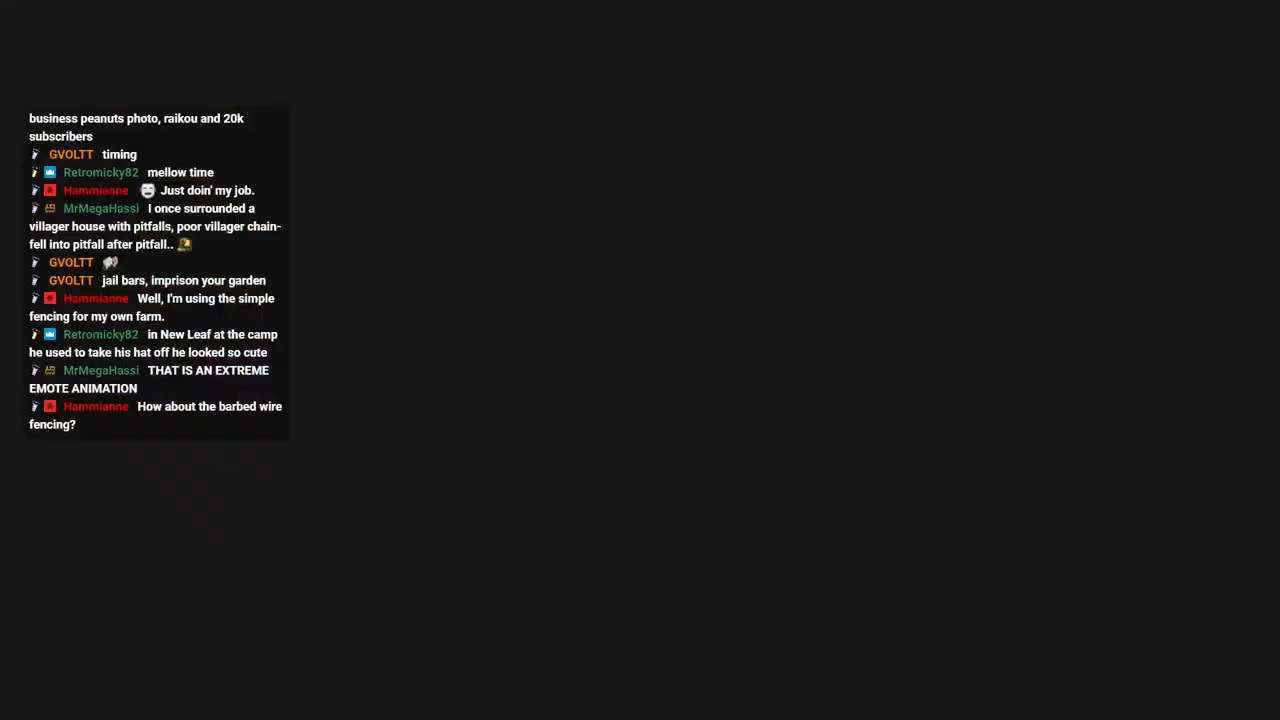 business peanuts photo, raikou and 20k
subscribers
GVOLTT timing
Retromicky82 mellow time
Hammianne Just doin' my job.
MrMegaHassi I once surrounded a
villager house with pitfalls, poor villager chain-
fell into pitfall after pitfall..
GVOLTT
GVOLTT jail bars, imprison your garden
Hammianne Well, I'm using the simple
fencing for my own farm.
Retromicky82 in New Leaf at the camp
he used to take his hat off he looked so cute
MrMegaHassi THAT IS AN EXTREME
EMOTE ANIMATION
Hammianne How about the barbed wire
fencing?